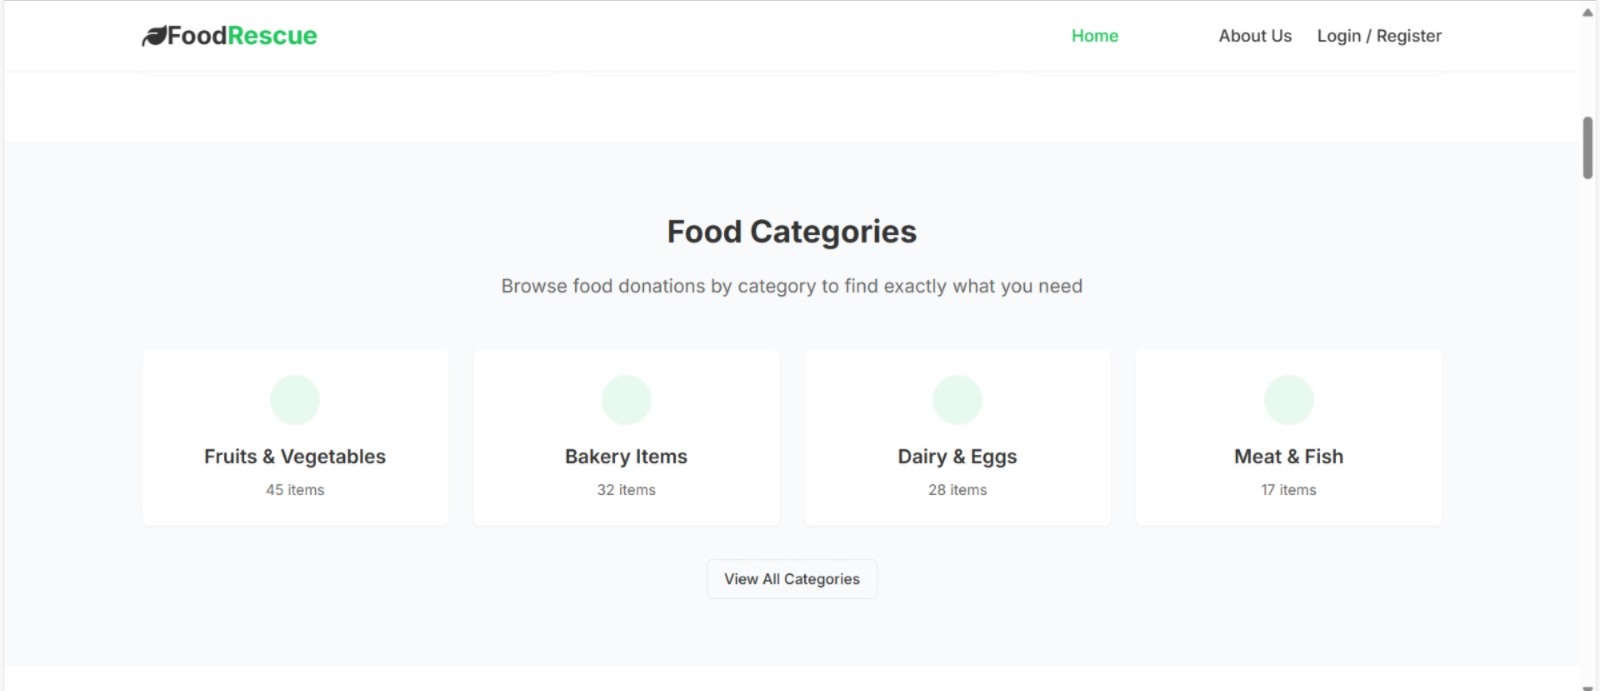 FoodRescue
Home About Us Login / Register
Food Categories
Browse food donations by category to find exactly what you need
Fruits & Vegetables
45 items
Bakery Items
32 items
Dairy & Eggs
28 items
Meat & Fish
17 items
View All Categories